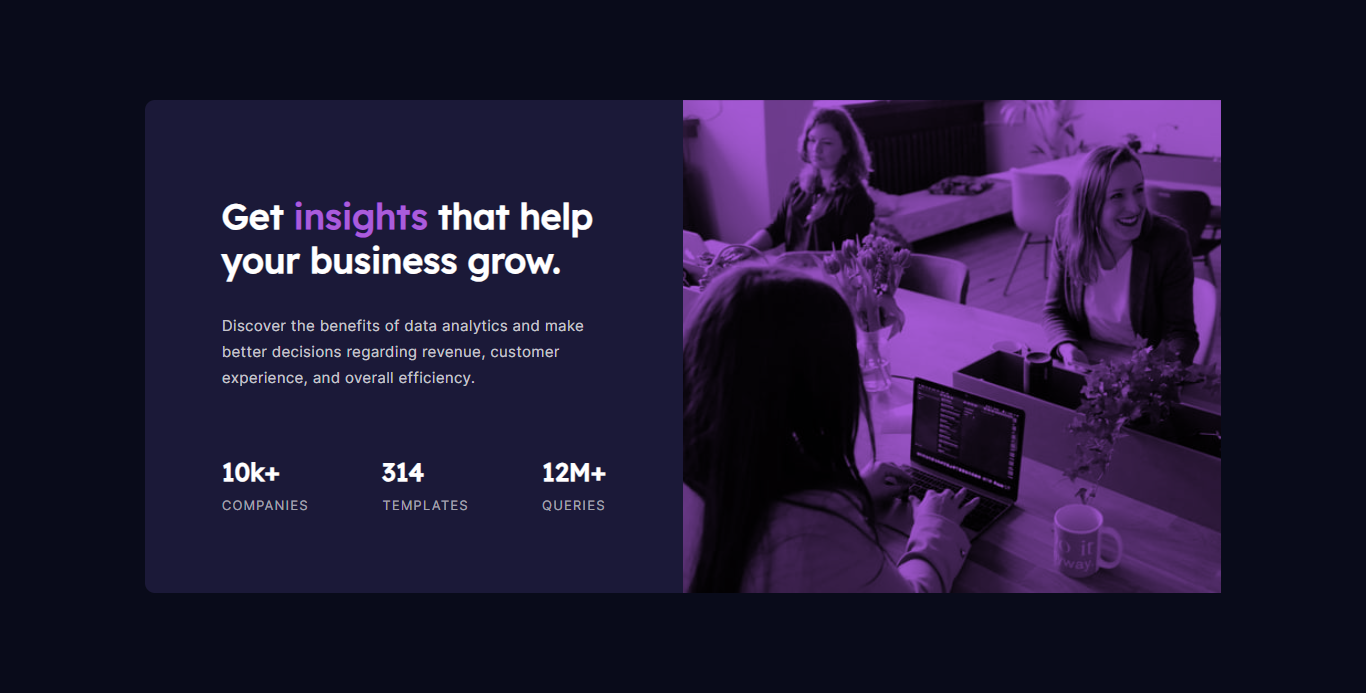 Get insights that help
your business grow.
Discover the benefits of data analytics and make
better decisions regarding revenue, customer
experience, and overall efficiency.
10k+ 314 12M+
COMPANIES TEMPLATES QUERIES